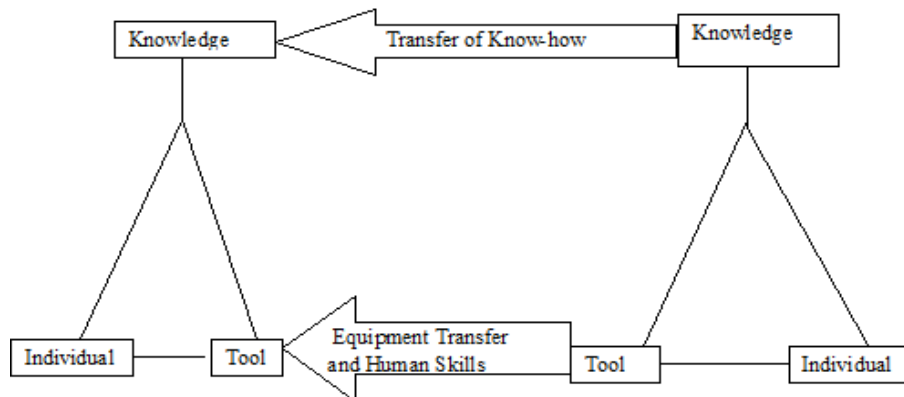 Knowledge
Transfer of Know-how
Knowledge
Individual
Tool
Equipment Transfer
and Human Skills
Tool
Individual